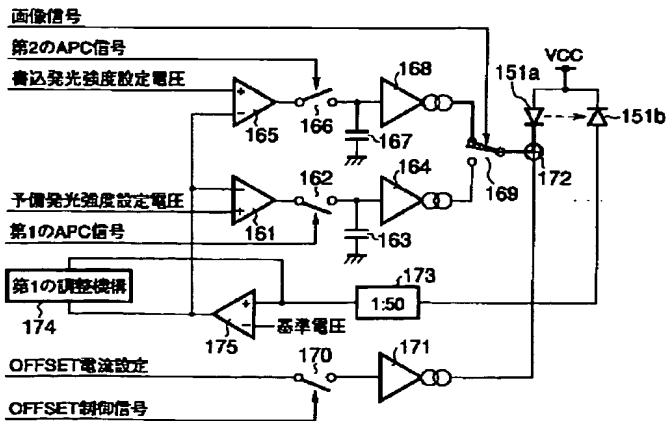 画像信号
第2のAPC信号
書込発光強度設定電圧
168
VCC
151a
151b
165
166
167
172
162
164
169
予備発光強度設定電圧
第1のAPC信号
161
163
173
第1の調整機構
1:50
174
175
基準電圧
170
171
OFFSET電流設定
OFFSET制御信号